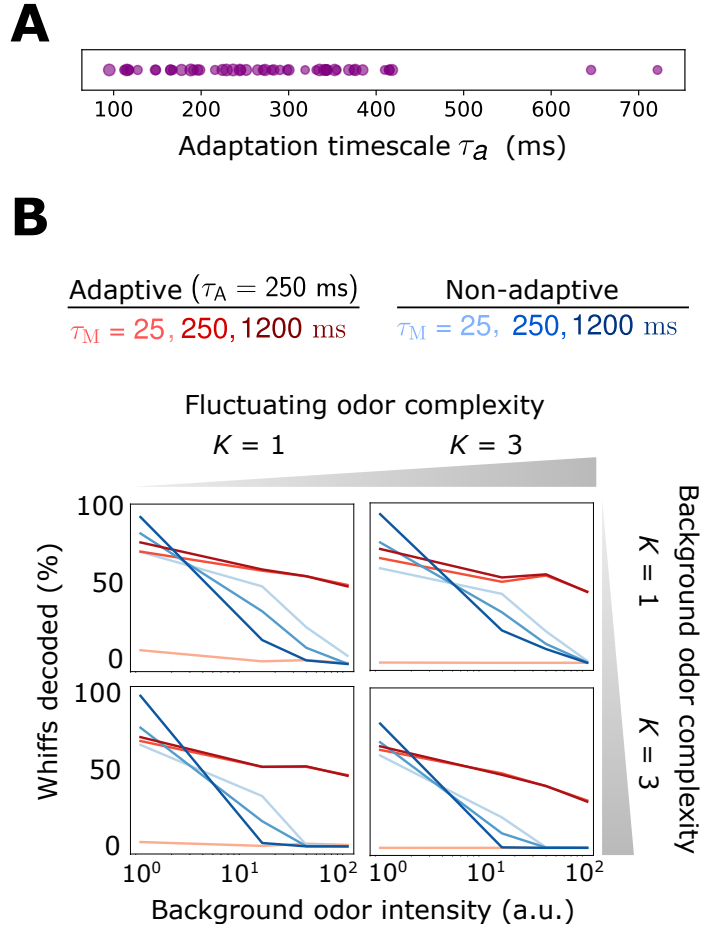 A
100 200 300 400 500 600 700
Adaptation timescale τa (ms)
B
Adaptive (τA = 250 ms) Non-adaptive
τM = 25, 250, 1200 ms τM = 25, 250, 1200 ms
Fluctuating odor complexity
K = 1 K = 3
Background odor complexity
K = 1
K = 3
Whiffs decoded (%)
100
50
0
100
50
0
10⁰ 10¹ 10² 10⁰ 10¹ 10²
Background odor intensity (a.u.)